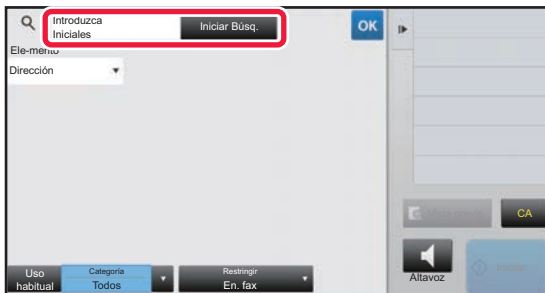 Introduzca
Iniciales
Iniciar Búsq.
OK
Ele-mento
Dirección
CA
Altavoz
Uso
habitual
Categoría
Todos
Restringir
En. fax